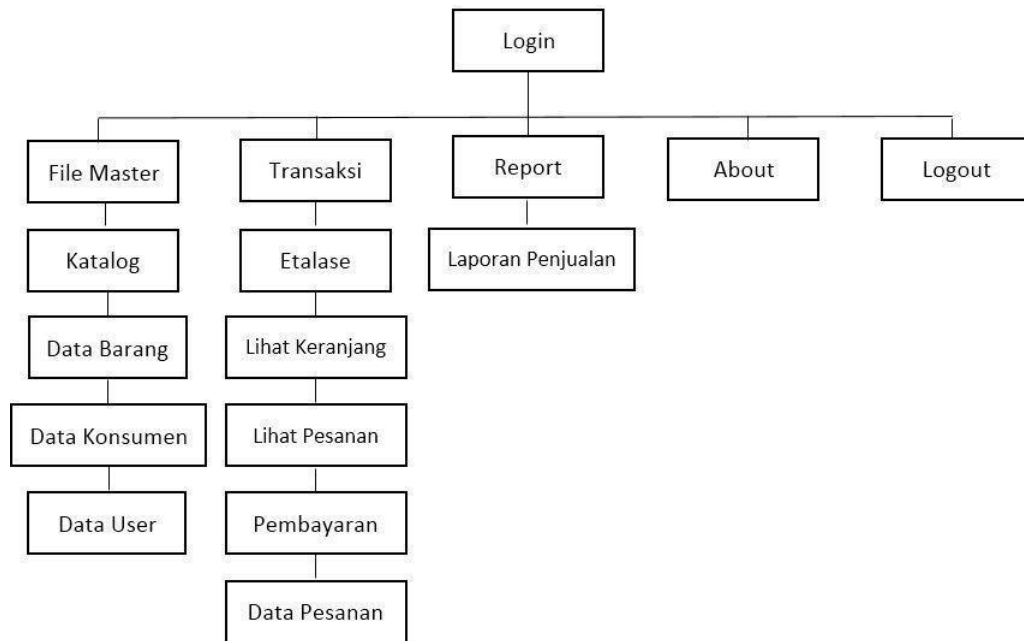 Login
File Master
Transaksi
Report
About
Logout
Katalog
Etalase
Laporan Penjualan
Data Barang
Lihat Keranjang
Data Konsumen
Lihat Pesanan
Data User
Pembayaran
Data Pesanan